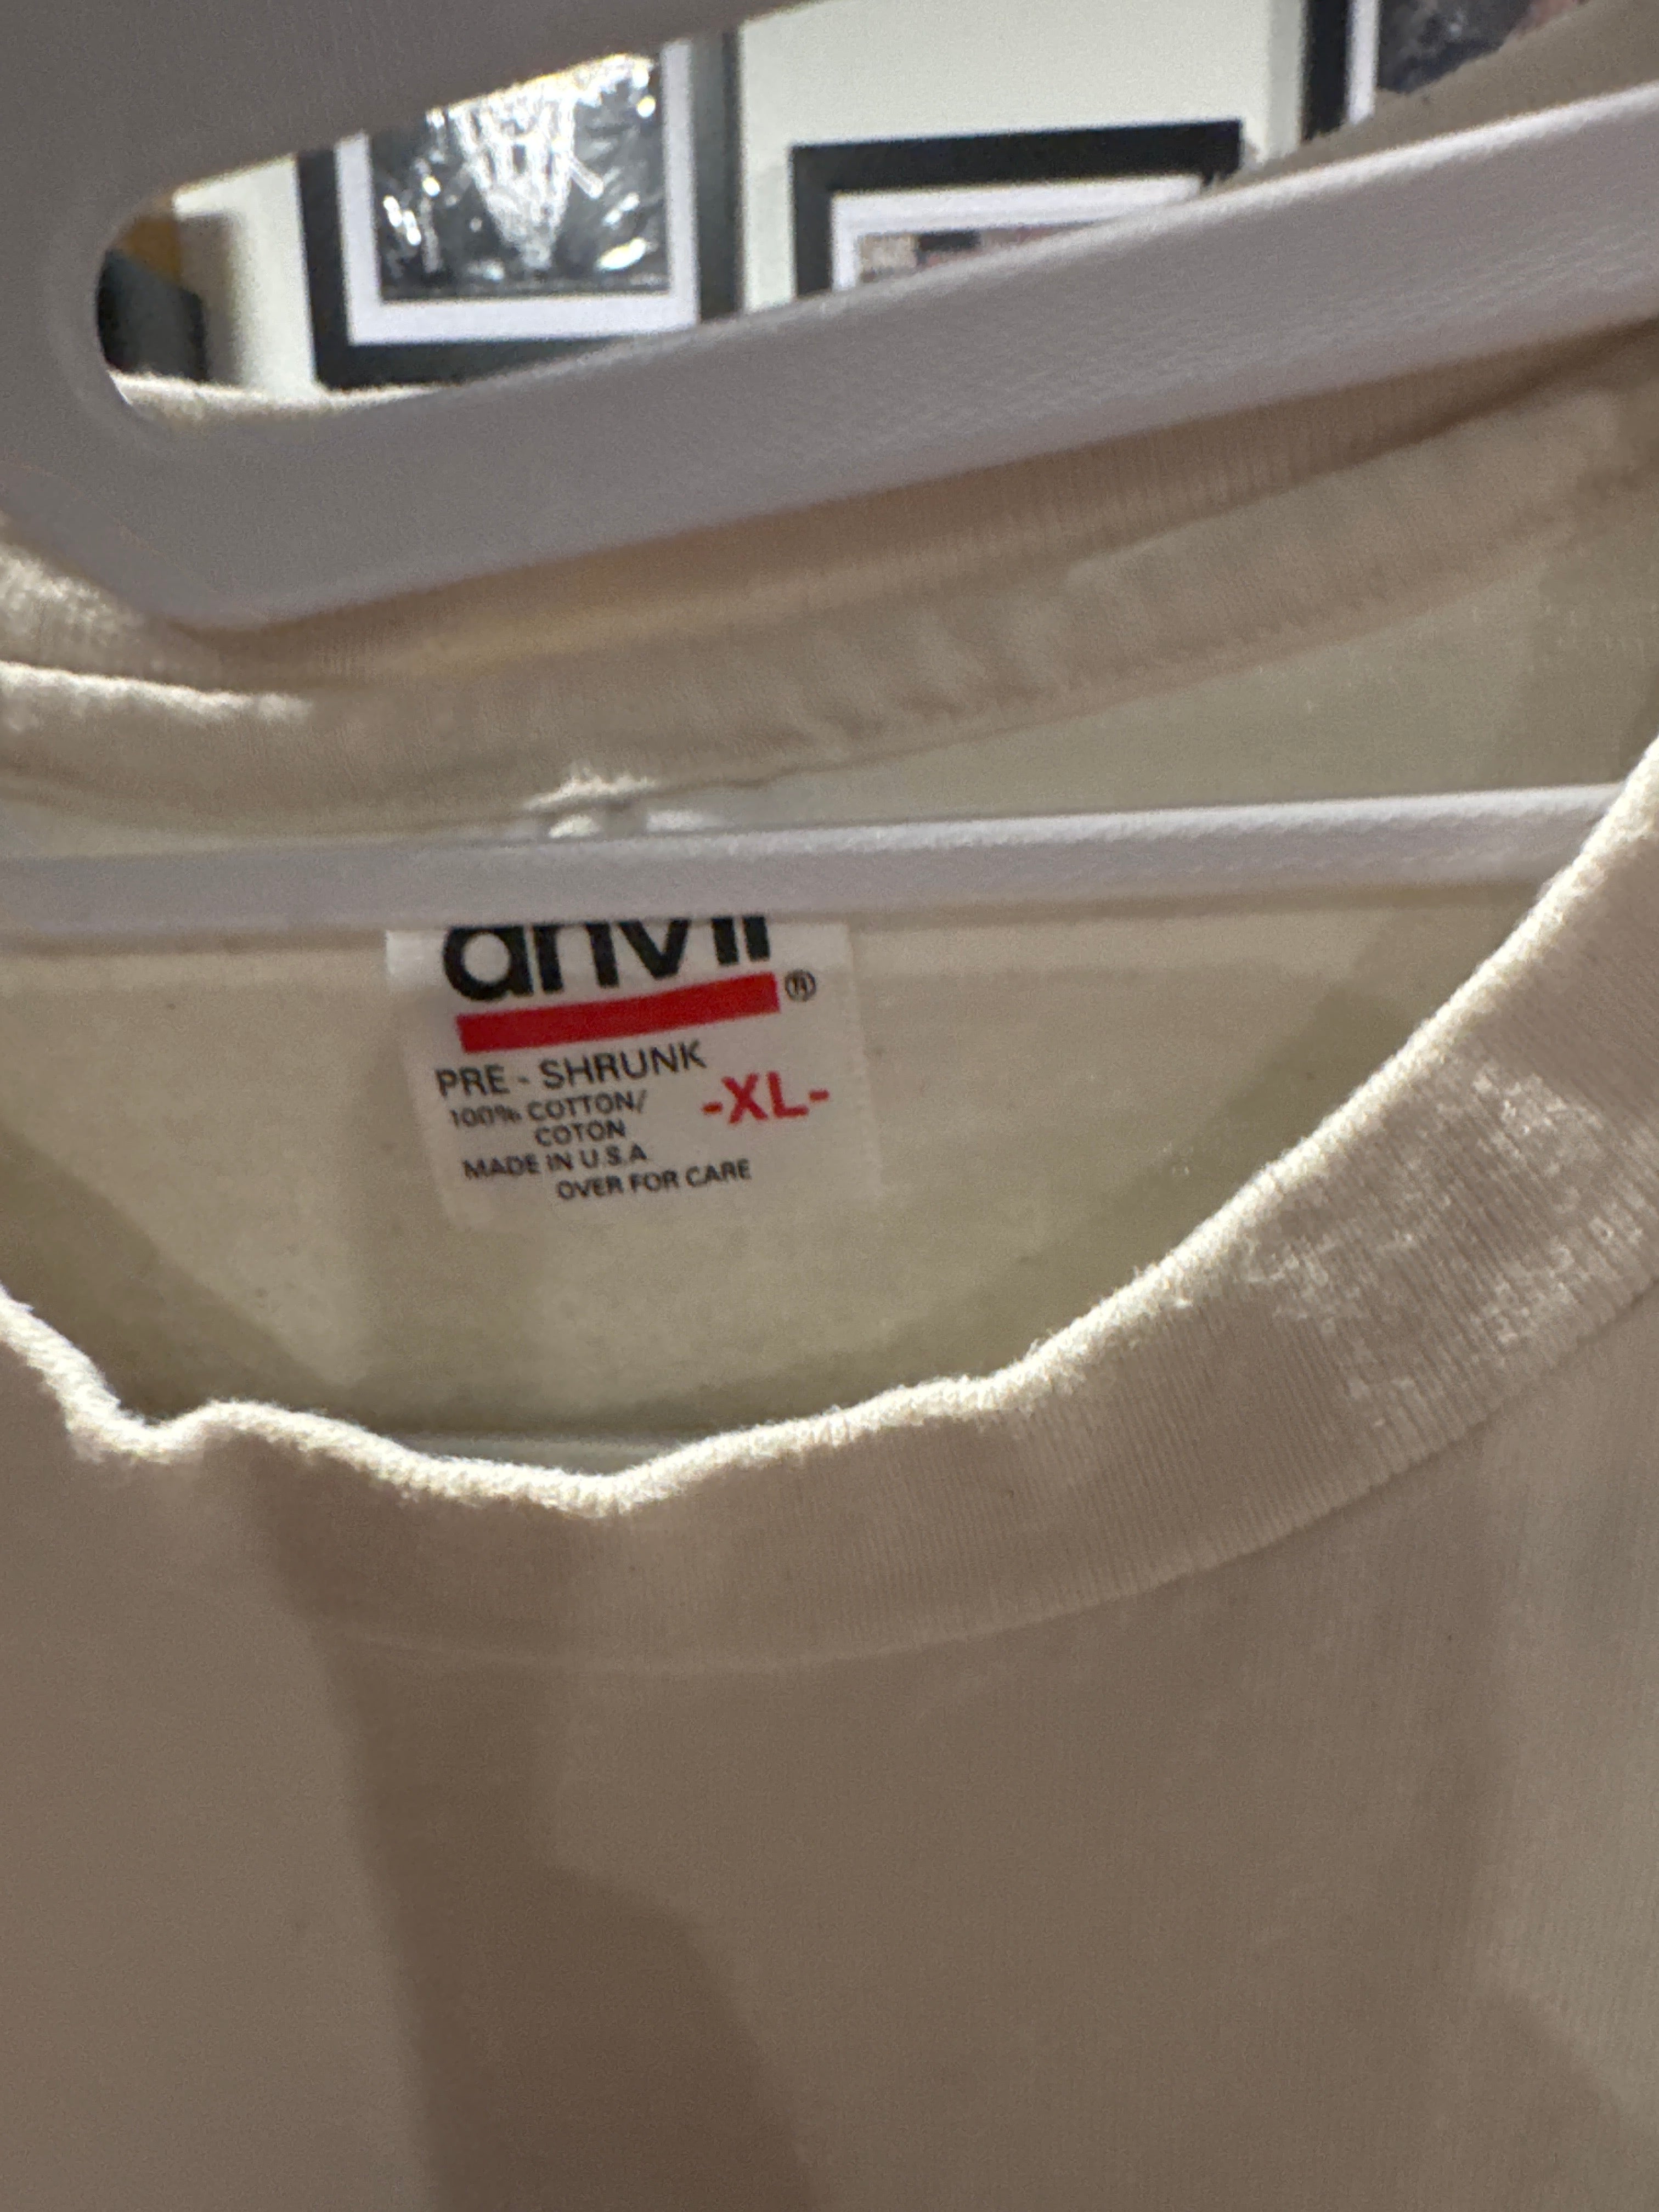 anvil ®
PRE - SHRUNK
100% COTTON/ -XL-
COTON
MADE IN U.S.A.
OVER FOR CARE